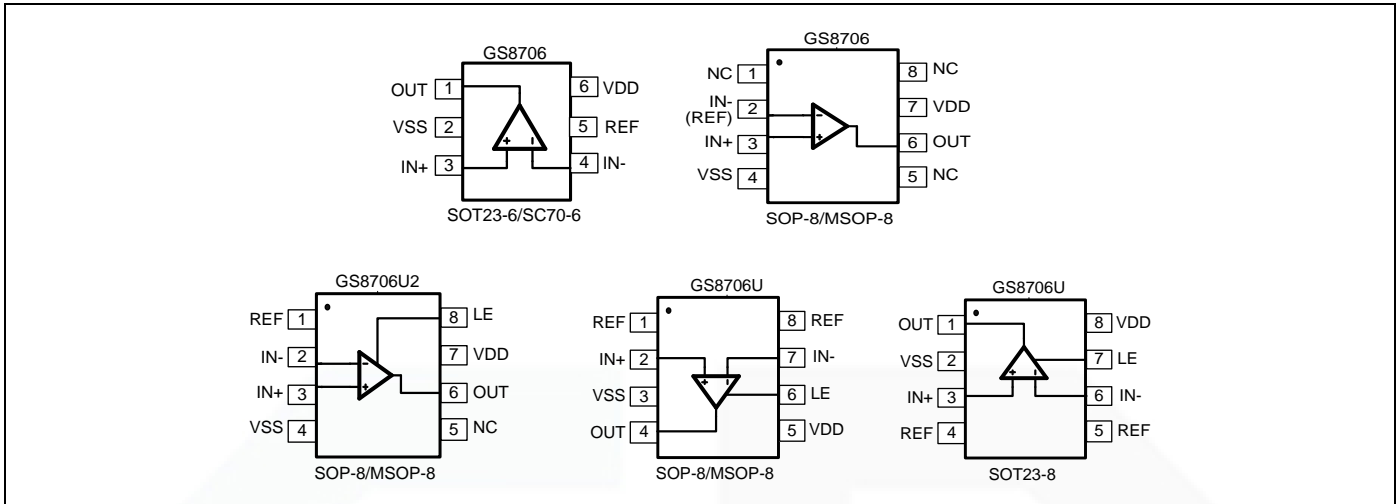 GS8706
OUT 1
VSS 2
IN+ 3
6 VDD
5 REF
4 IN-
+ -
SOT23-6/SC70-6
GS8706
NC 1
IN-
(REF) 2
IN+ 3
VSS 4
8 NC
7 VDD
6 OUT
5 NC
-
+
SOP-8/MSOP-8
GS8706U2
REF 1
IN- 2
IN+ 3
VSS 4
8 LE
7 VDD
6 OUT
5 NC
-
+
SOP-8/MSOP-8
GS8706U
REF 1
IN+ 2
VSS 3
OUT 4
8 REF
7 IN-
6 LE
5 VDD
+ -
SOP-8/MSOP-8
GS8706U
OUT 1
VSS 2
IN+ 3
REF 4
8 VDD
7 LE
6 IN-
5 REF
+ -
SOT23-8